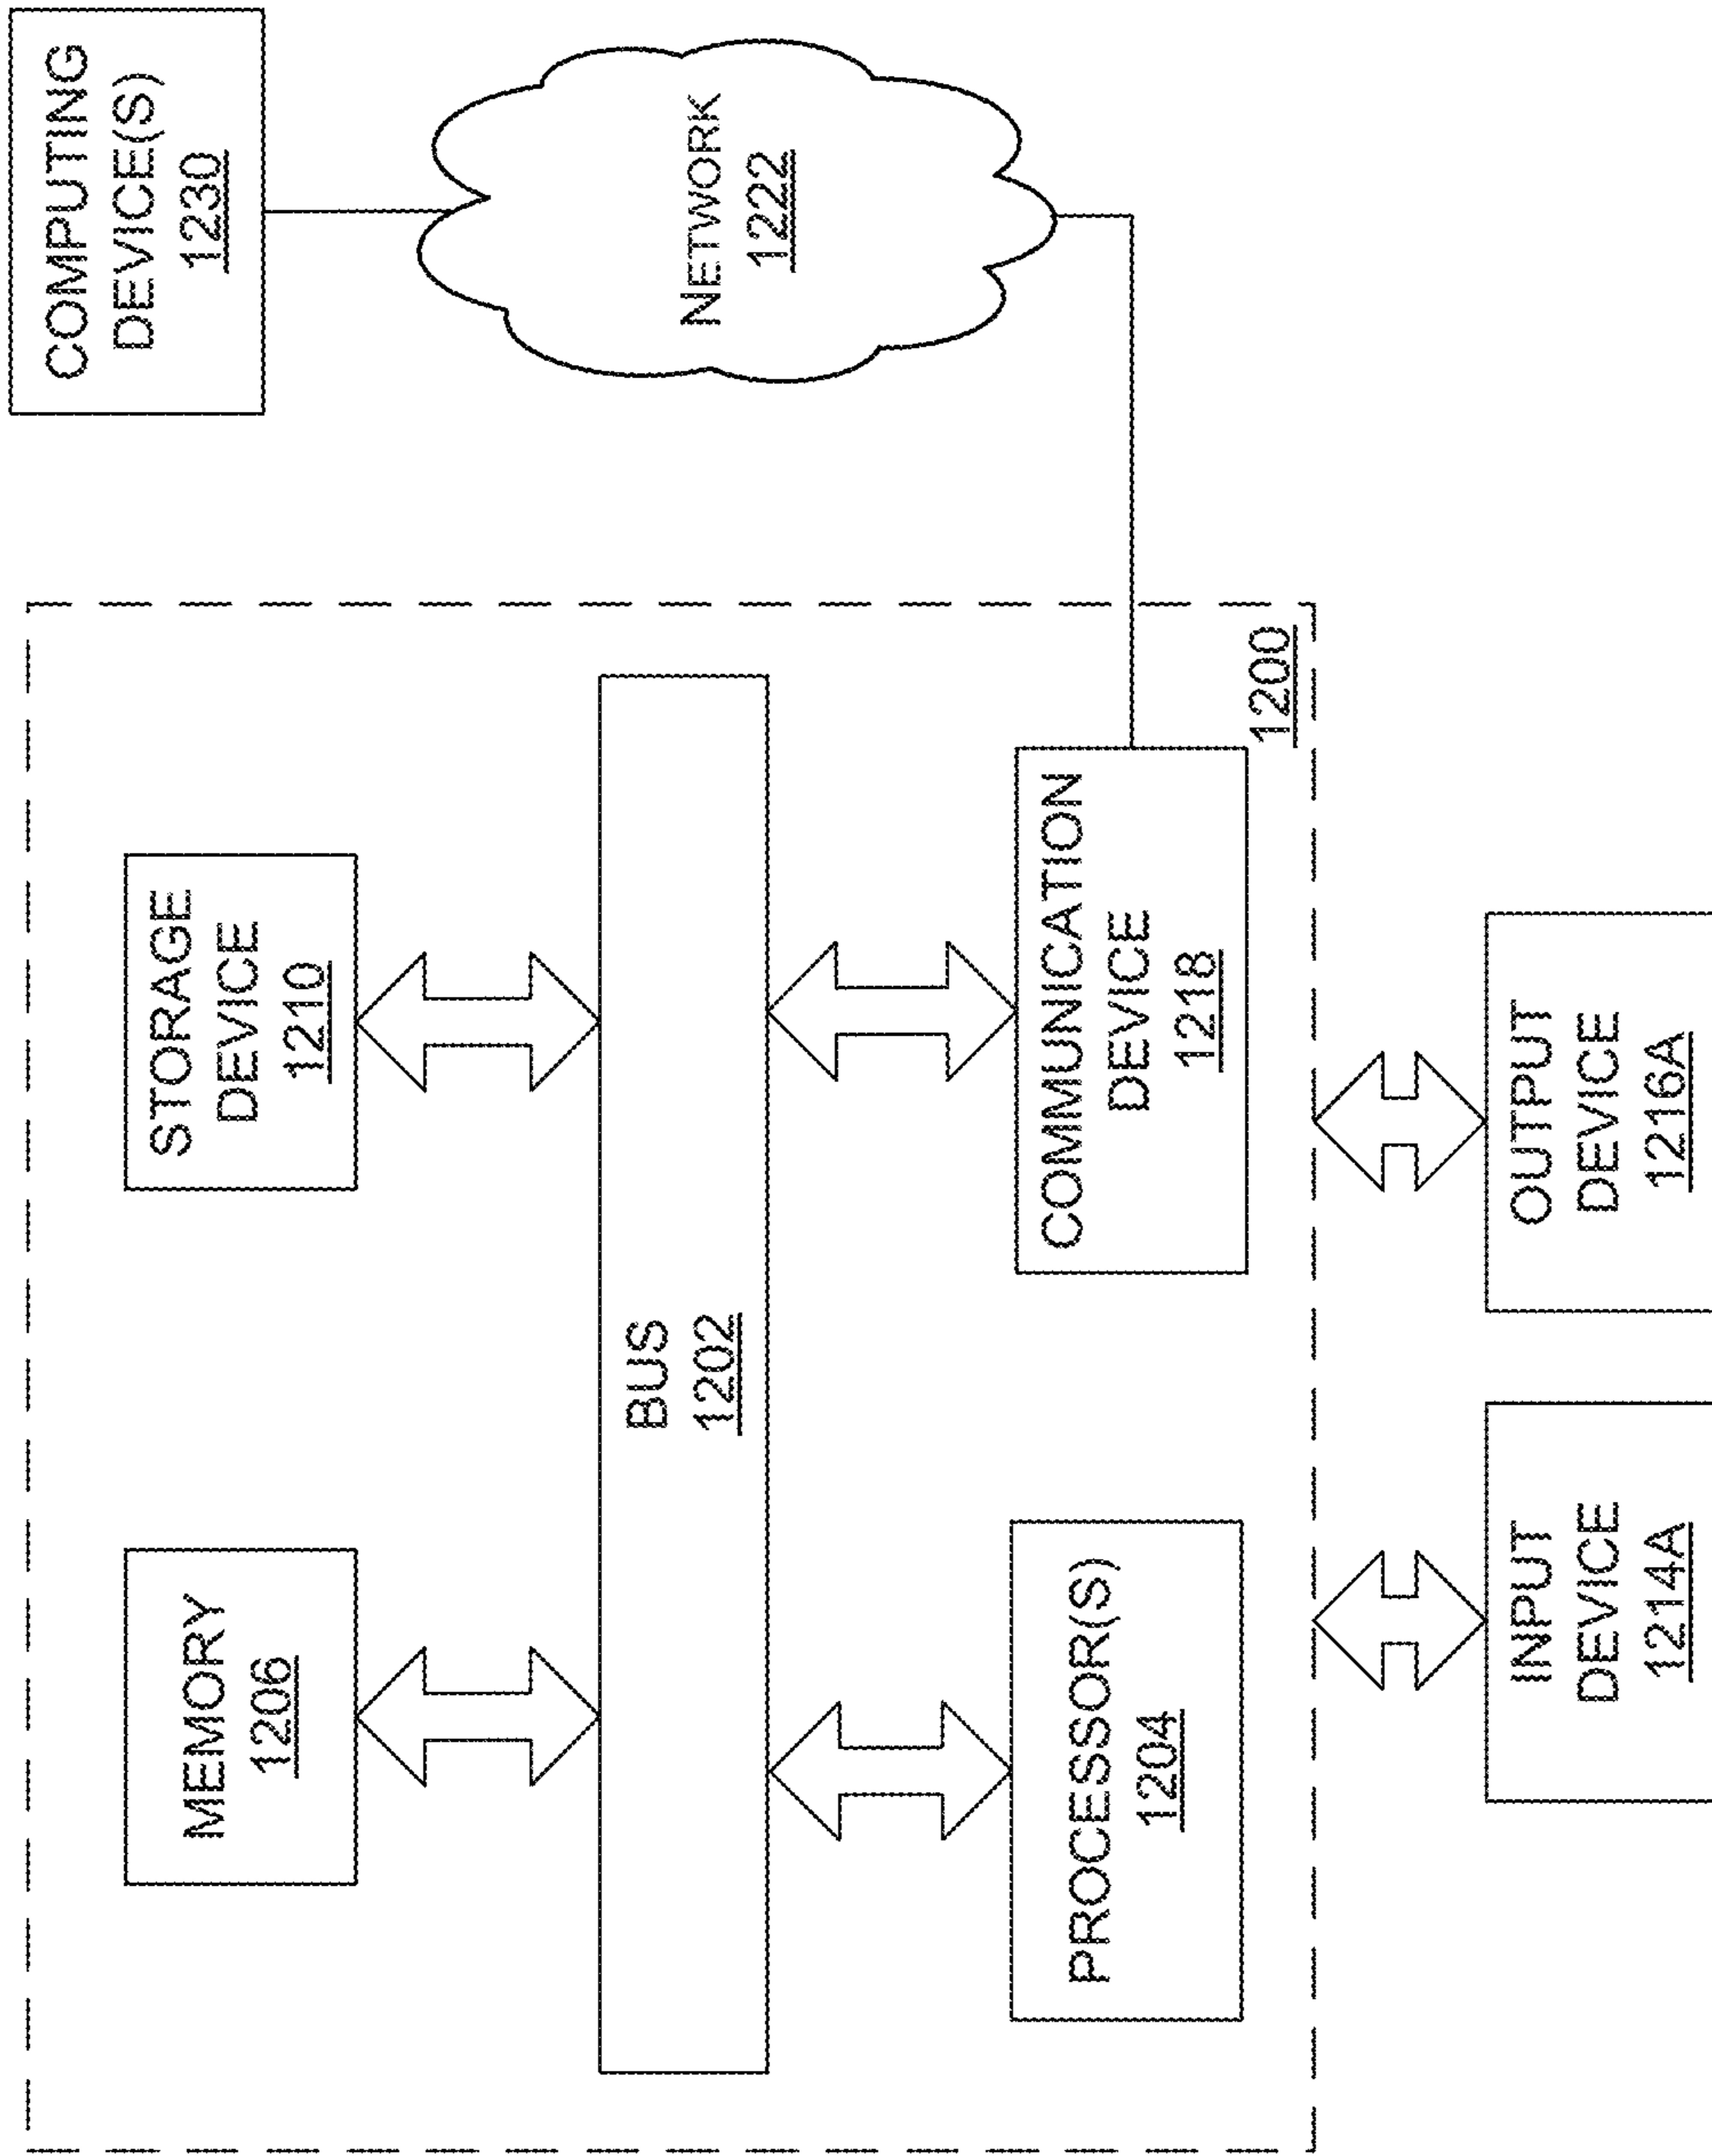 MEMORY
1206
STORAGE
DEVICE
1210
COMPUTING
DEVICE(S)
1230
BUS
1202
NETWORK
1222
PROCESSOR(S)
1204
COMMUNICATION
DEVICE
1218
1200
INPUT
DEVICE
1214A
OUTPUT
DEVICE
1216A